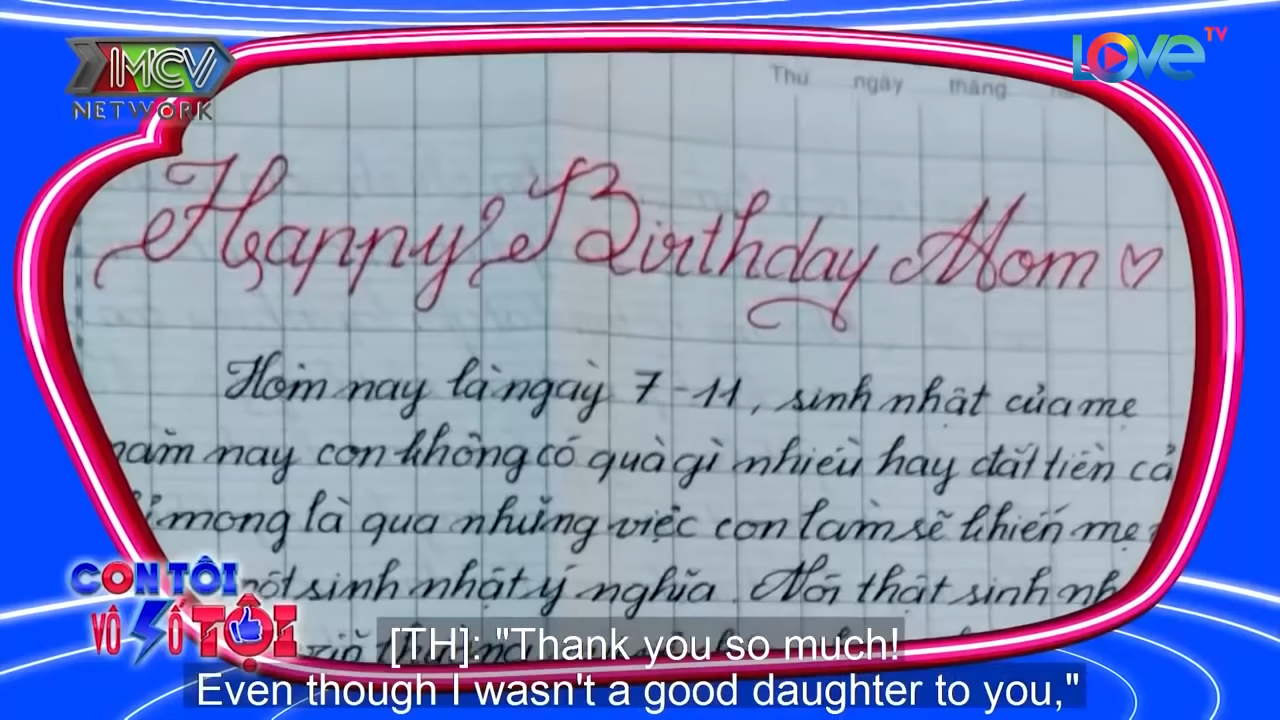 MCV
NETWORK
LOVE TV
Thứ ngày tháng
Happy Birthday Mom ♡
Hôm nay là ngày 7-11, sinh nhật của mẹ
năm nay con không có quà gì nhiều hay đắt tiền cả
mong là qua những việc con làm sẽ khiến mẹ
một sinh nhật ý nghĩa. Nói thật sinh nh
CON TÔI
VÔ SỐ TỘI
[TH]: "Thank you so much!
Even though I wasn't a good daughter to you,"